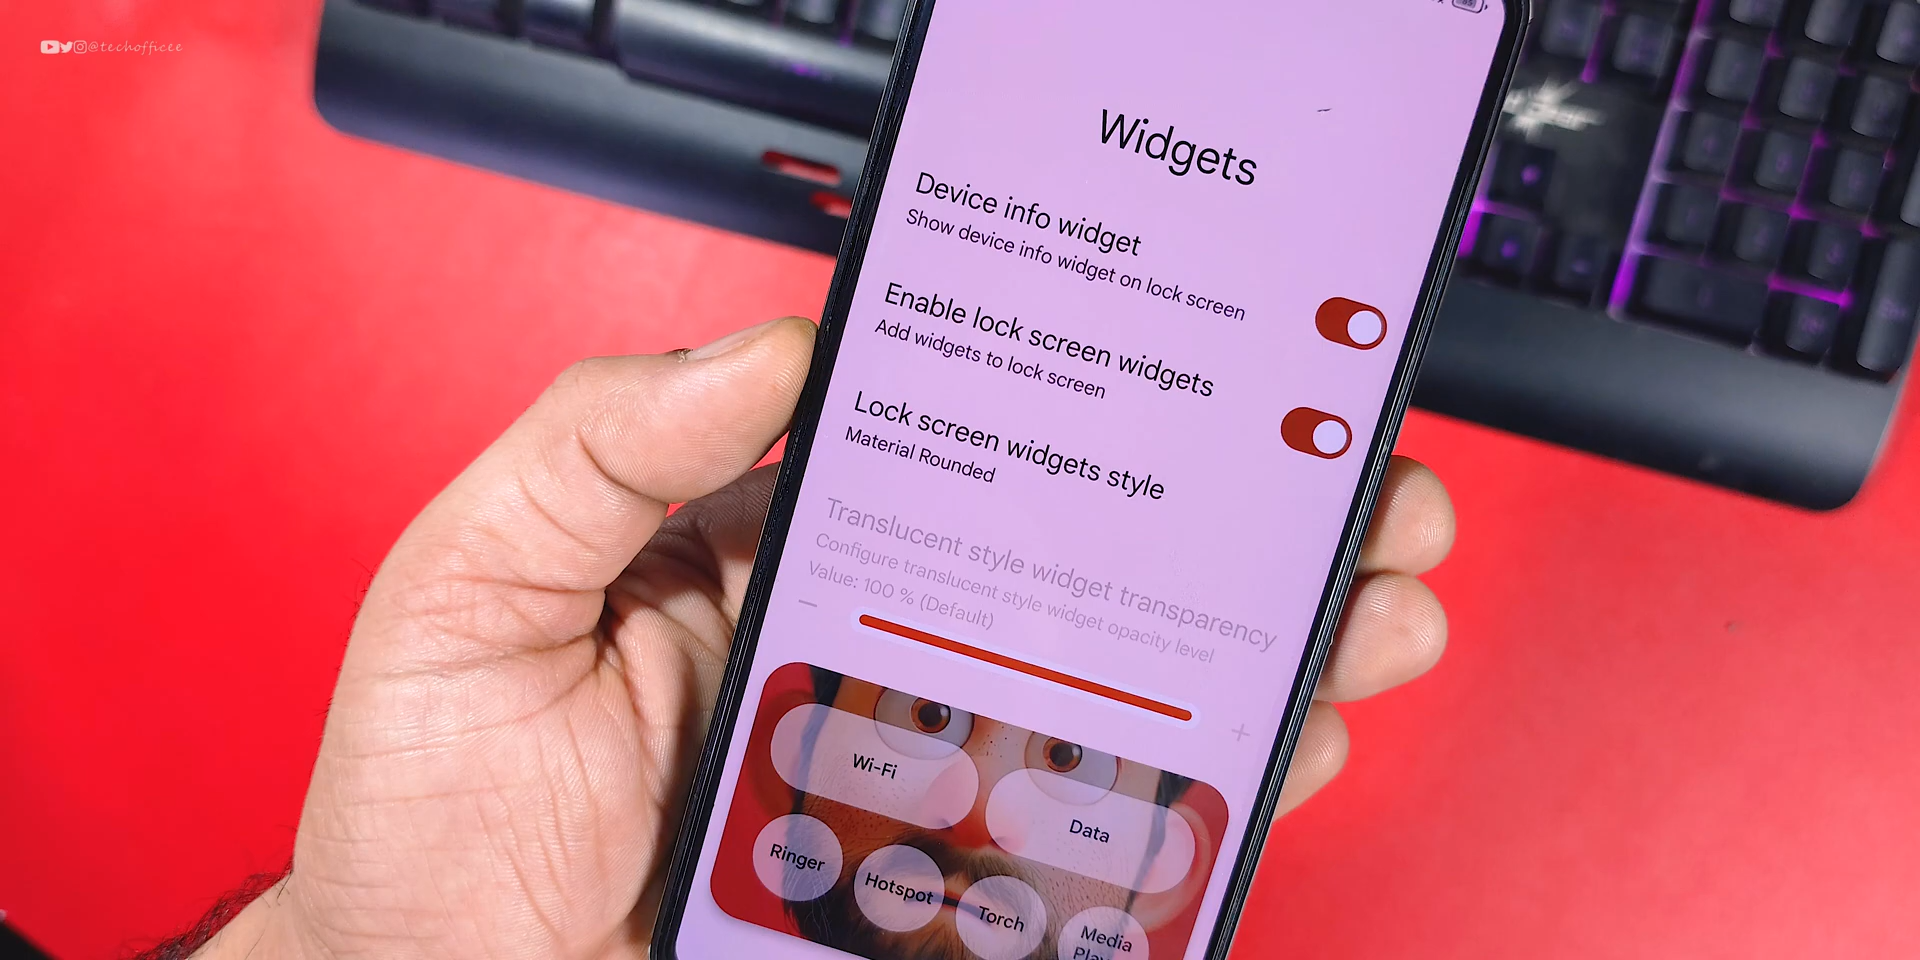 @techofficee
Widgets
Device info widget
Show device info widget on lock screen
Enable lock screen widgets
Add widgets to lock screen
Lock screen widgets style
Material Rounded
Translucent style widget transparency
Configure translucent style widget opacity level
Value: 100 % (Default)
Wi-Fi
Data
Ringer
Hotspot
Torch
Media